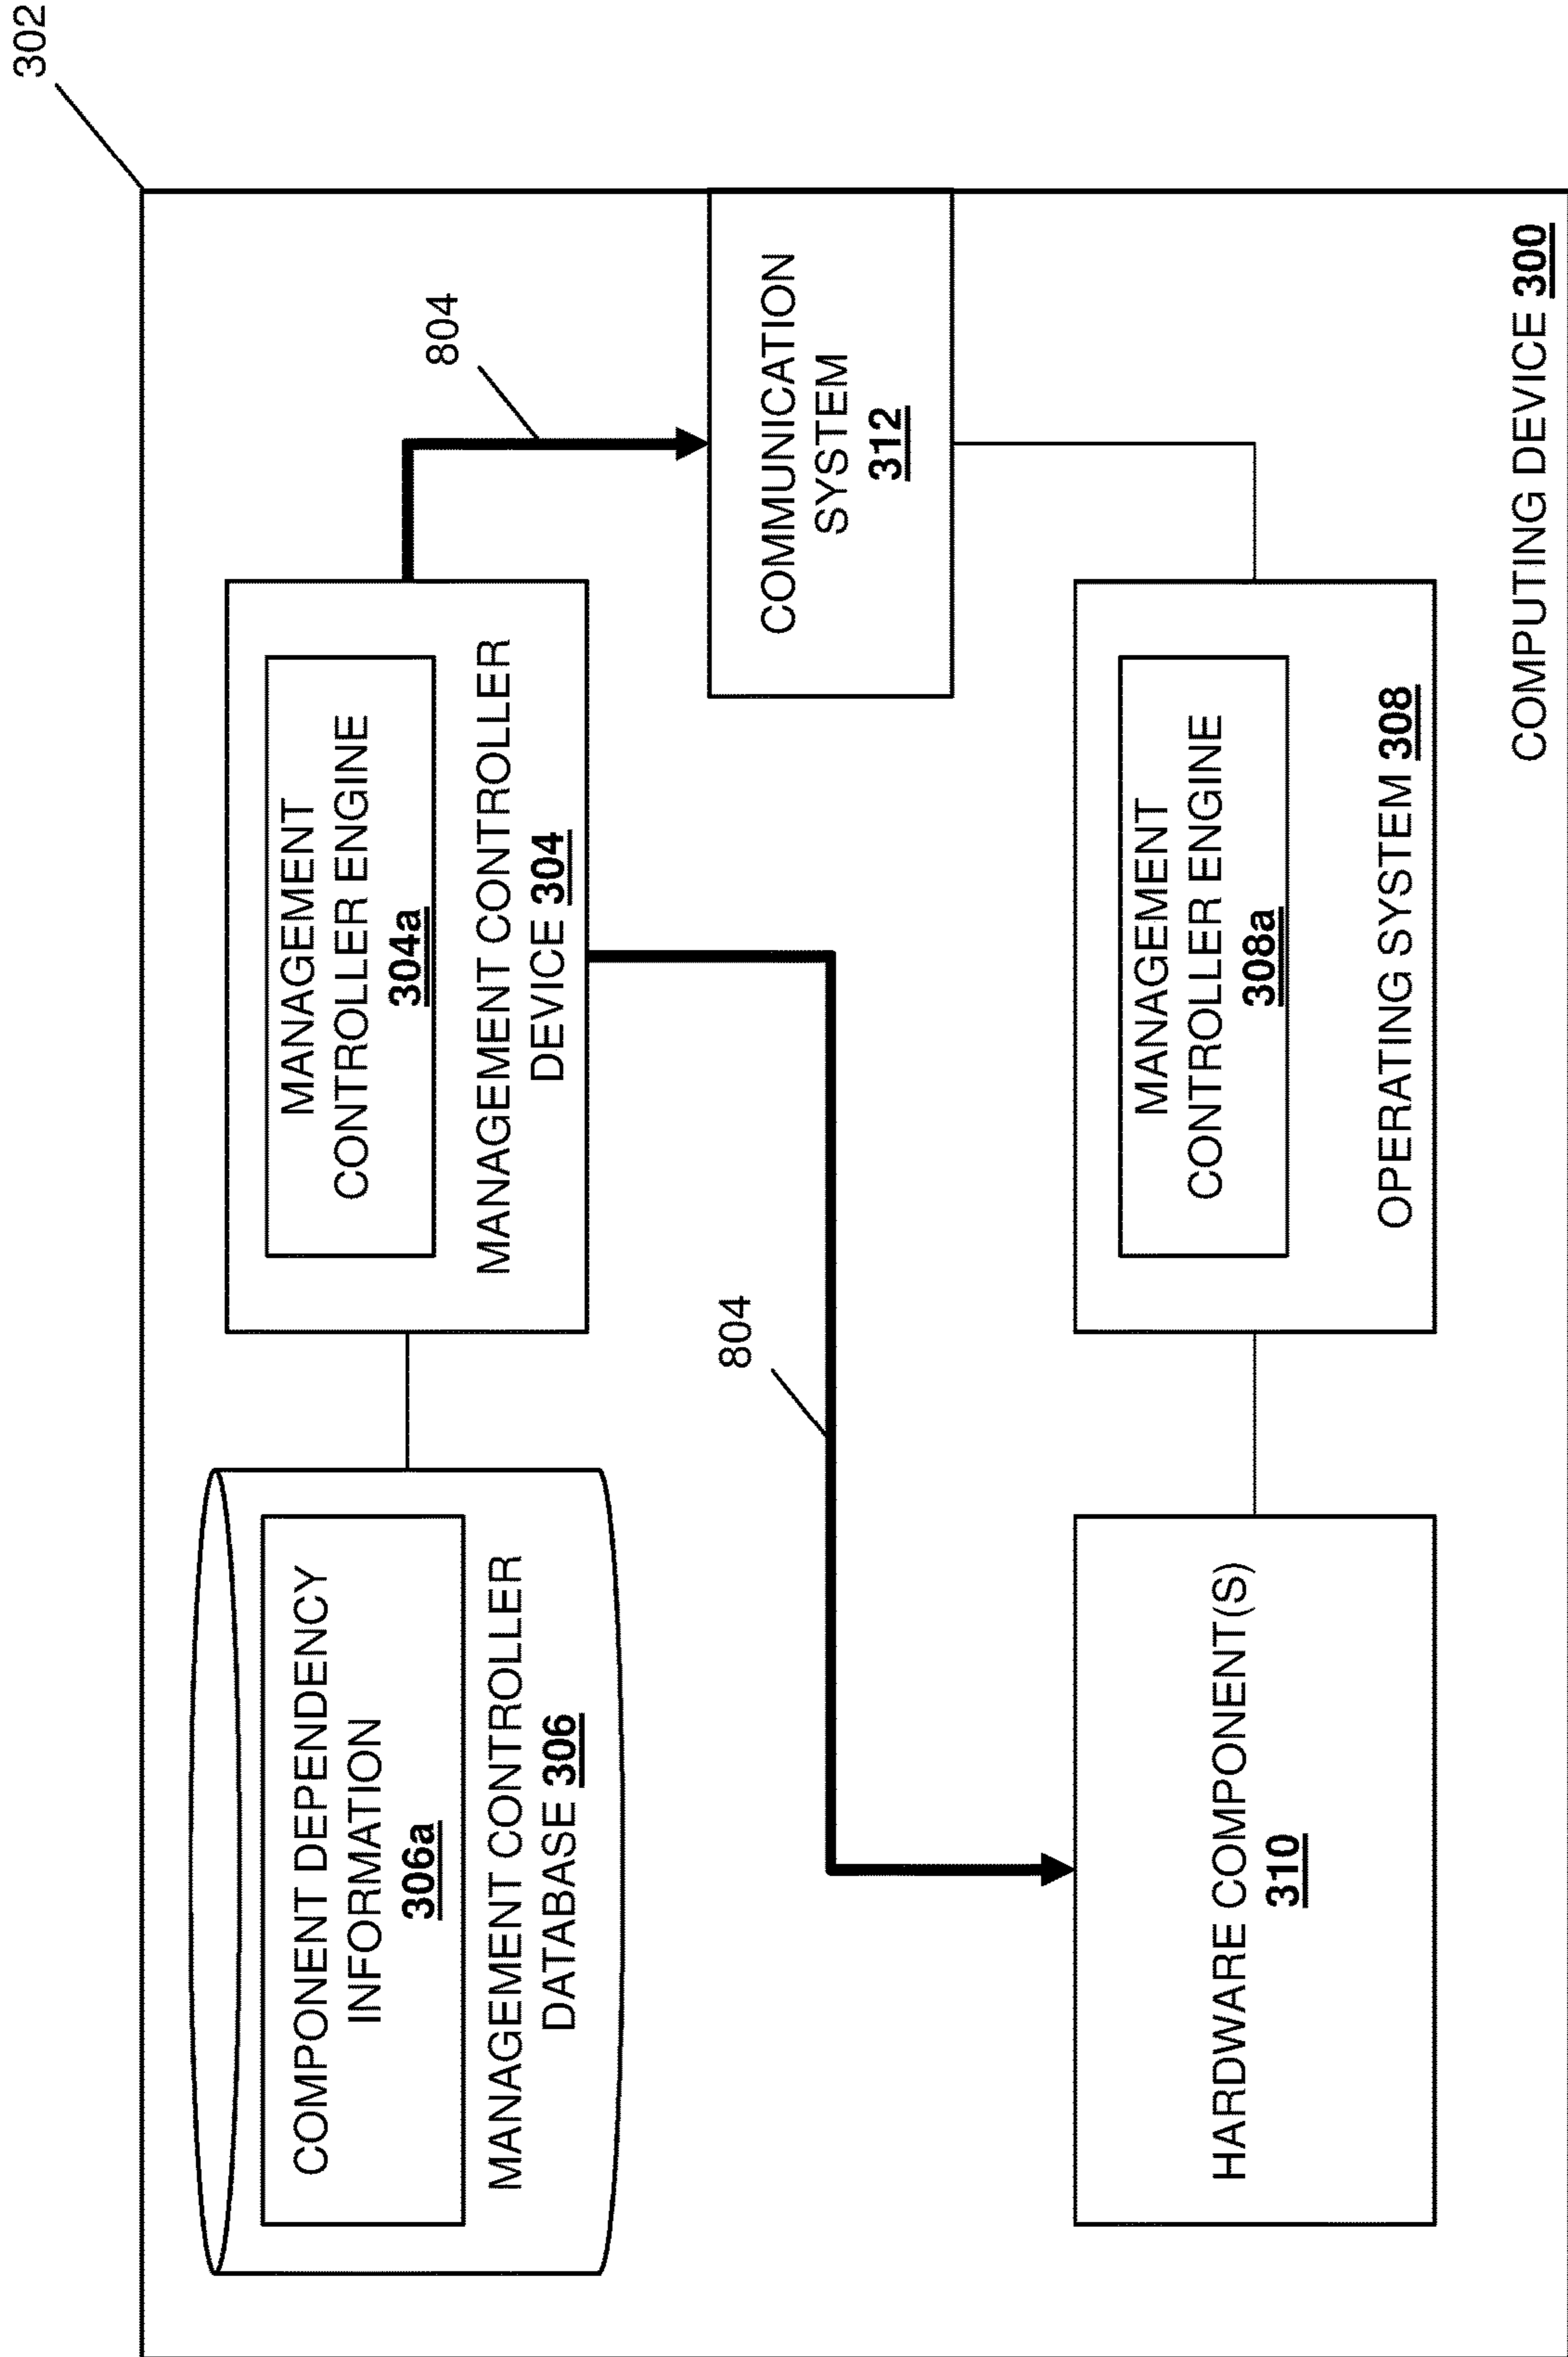 302
COMPONENT DEPENDENCY
INFORMATION
306a
MANAGEMENT CONTROLLER
DATABASE 306
MANAGEMENT
CONTROLLER ENGINE
304a
MANAGEMENT CONTROLLER
DEVICE 304
804
804
COMMUNICATION
SYSTEM
312
HARDWARE COMPONENT(S)
310
MANAGEMENT
CONTROLLER ENGINE
308a
OPERATING SYSTEM 308
COMPUTING DEVICE 300